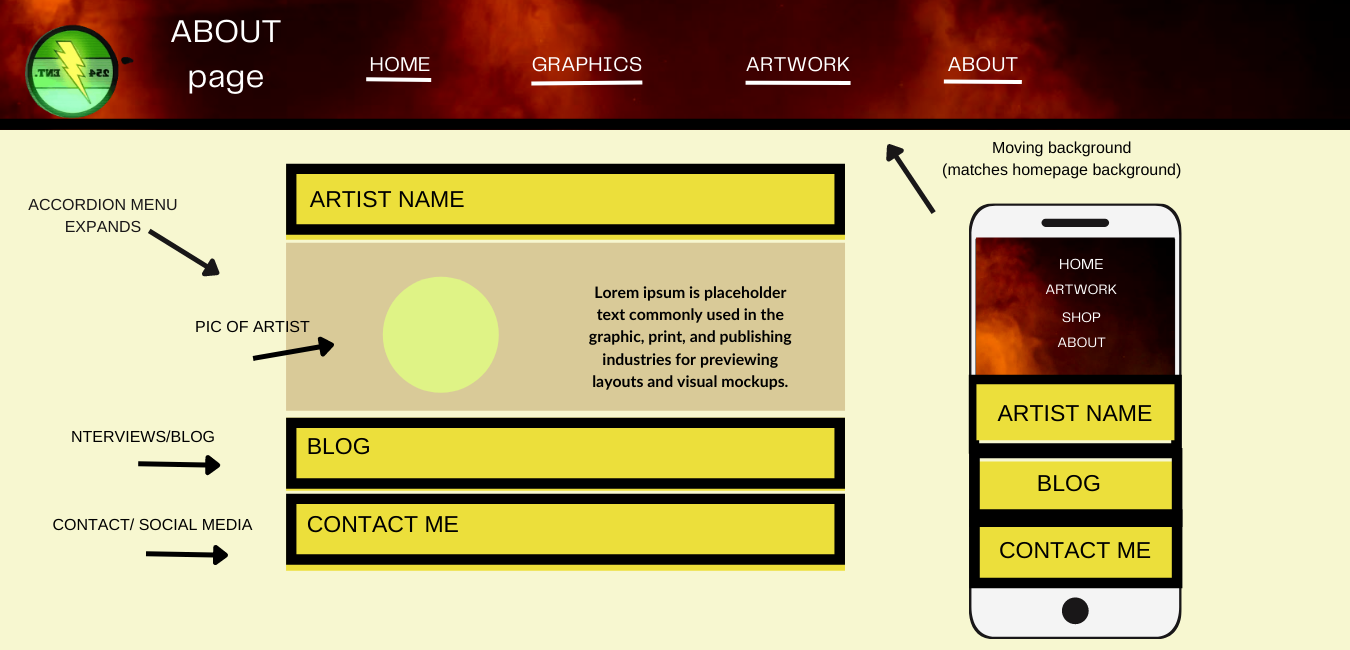 ABOUT
page
HOME
GRAPHICS
ARTWORK
ABOUT
254
ENT.
Moving background
(matches homepage background)
ACCORDION MENU
EXPANDS
ARTIST NAME
PIC OF ARTIST
Lorem ipsum is placeholder
text commonly used in the
graphic, print, and publishing
industries for previewing
layouts and visual mockups.
NTERVIEWS/BLOG
BLOG
CONTACT/ SOCIAL MEDIA
CONTACT ME
HOME
ARTWORK
SHOP
ABOUT
ARTIST NAME
BLOG
CONTACT ME